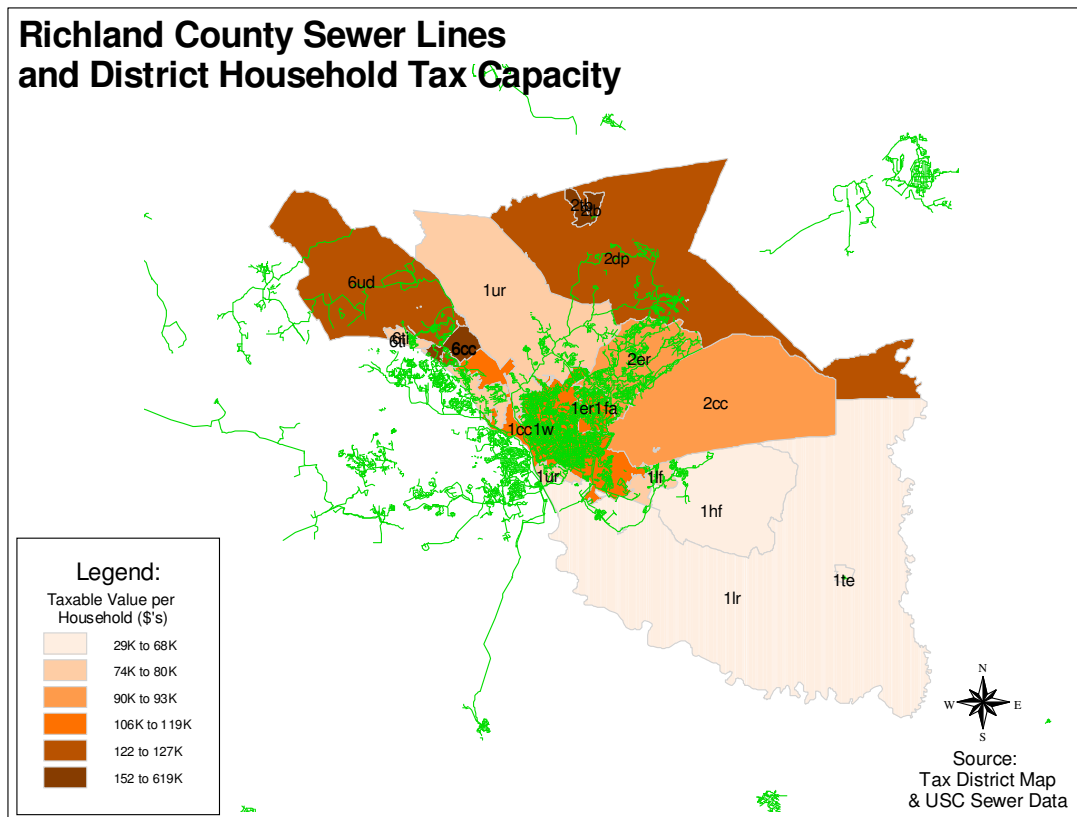 Richland County Sewer Lines
and District Household Tax Capacity
2dp
6ud
1ur
6cc
2er
2cc
1er1fa
1cc1w
1ur
1lf
1hf
1te
1lr
Legend:
Taxable Value per
Household ($'s)
29K to 68K
74K to 80K
90K to 93K
106K to 119K
122 to 127K
152 to 619K
N
W E
S
Source:
Tax District Map
& USC Sewer Data